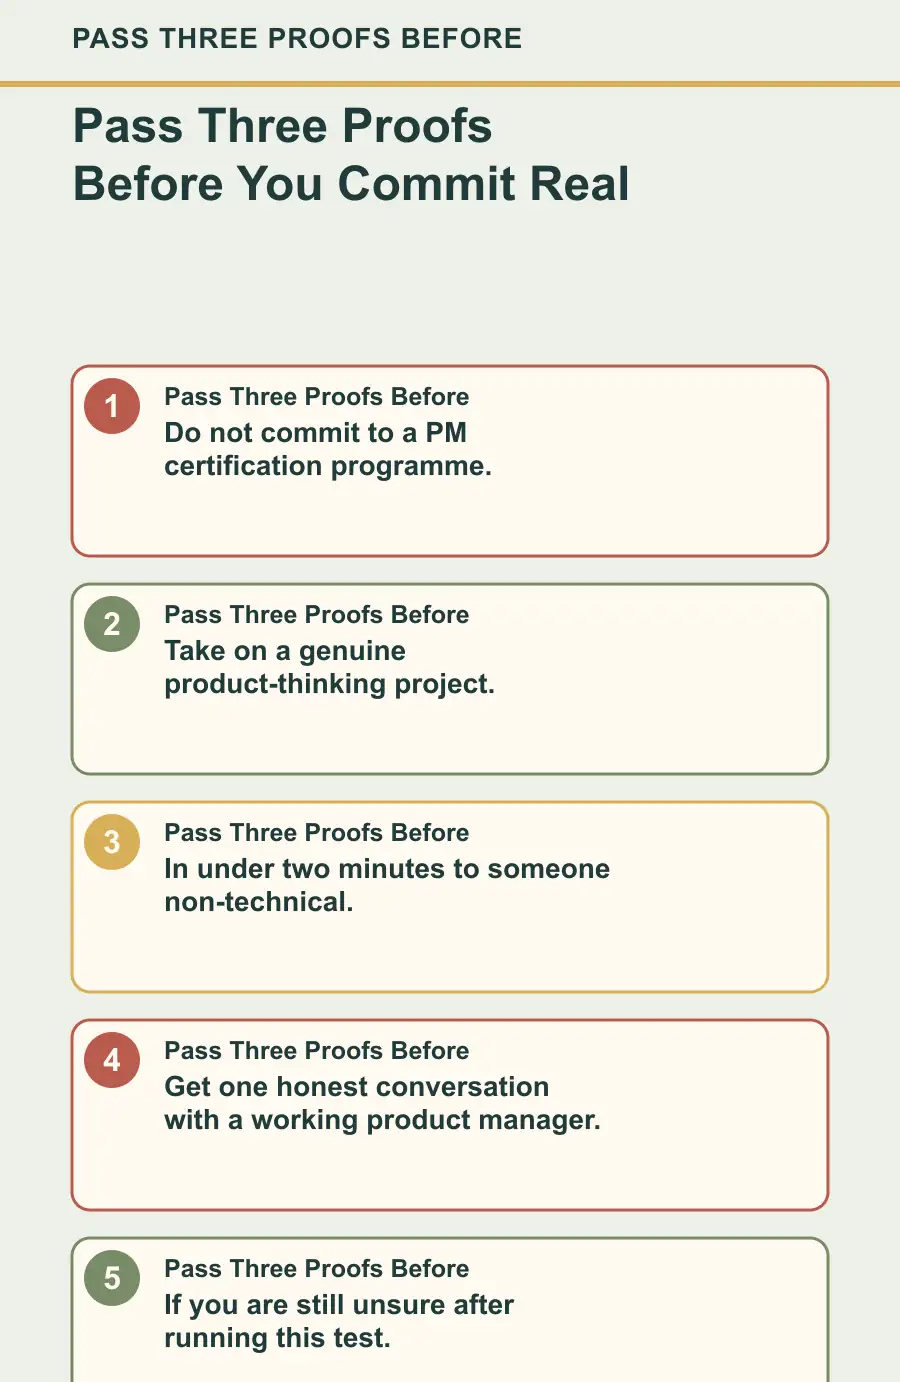 PASS THREE PROOFS BEFORE
Pass Three Proofs
Before You Commit Real
1
Pass Three Proofs Before
Do not commit to a PM
certification programme.
2
Pass Three Proofs Before
Take on a genuine
product-thinking project.
3
Pass Three Proofs Before
In under two minutes to someone
non-technical.
4
Pass Three Proofs Before
Get one honest conversation
with a working product manager.
5
Pass Three Proofs Before
If you are still unsure after
running this test.